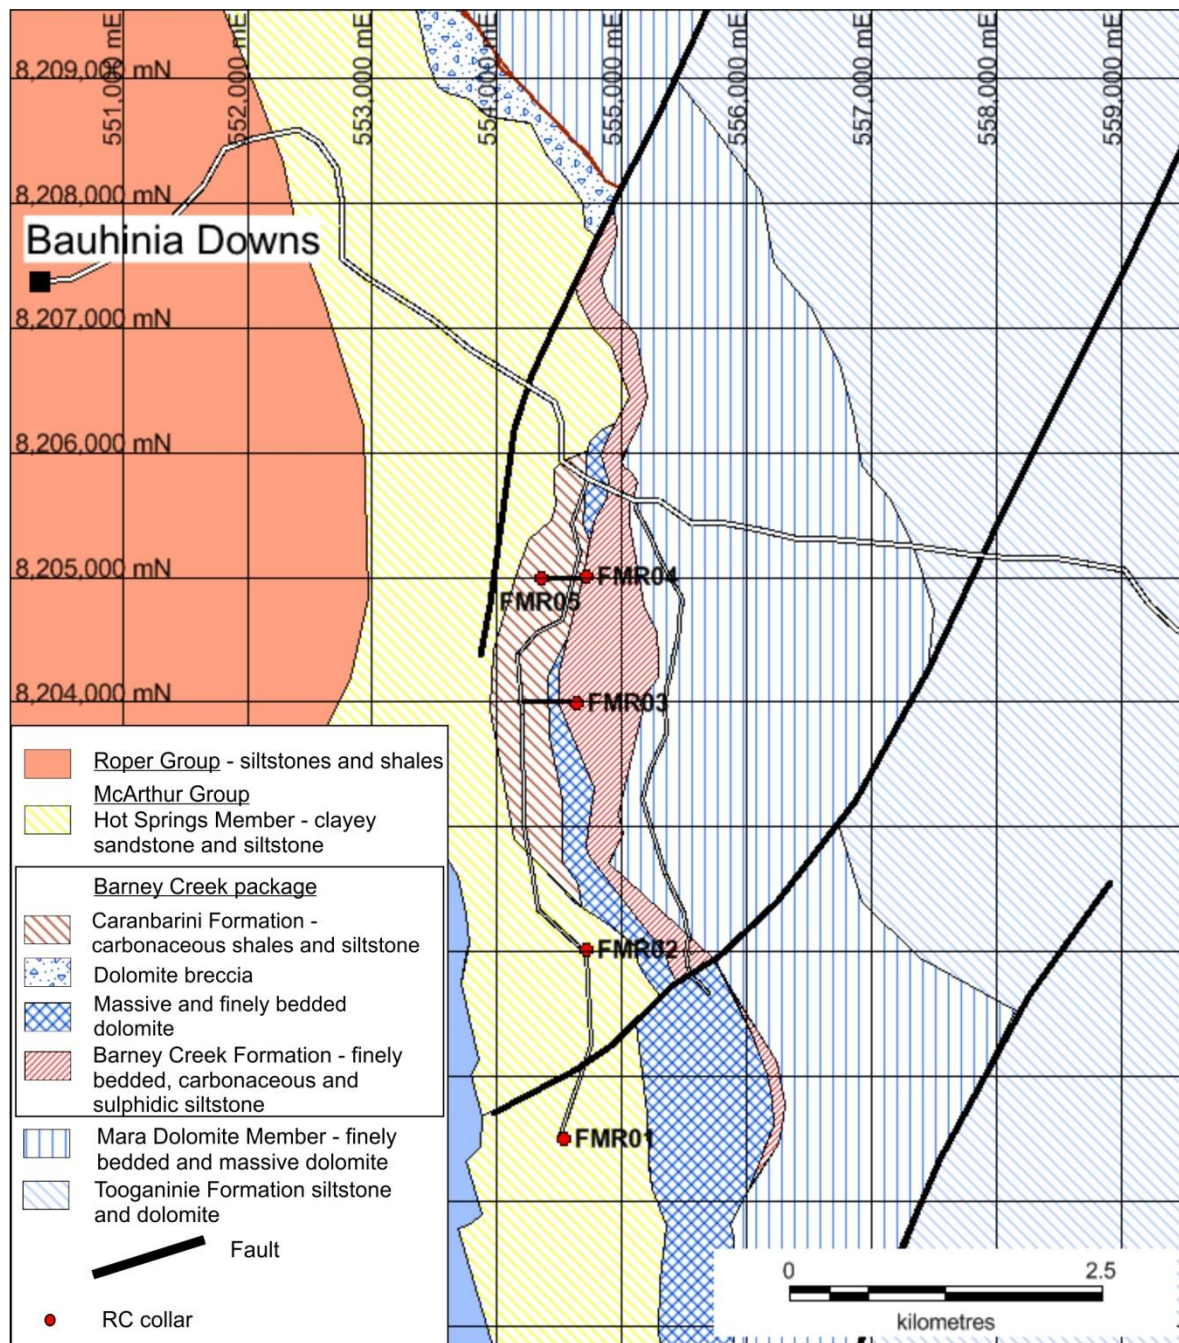 551,000 mE
552,000 mE
553,000 mE
554,000 mE
555,000 mE
556,000 mE
557,000 mE
558,000 mE
559,000 mE
8,209,000 mN
8,208,000 mN
Bauhinia Downs
8,207,000 mN
8,206,000 mN
8,205,000 mN
FMR04
FMR05
8,204,000 mN
FMR03
FMR02
FMR01
Roper Group - siltstones and shales
McArthur Group
Hot Springs Member - clayey
sandstone and siltstone
Barney Creek package
Caranbarini Formation -
carbonaceous shales and siltstone
Dolomite breccia
Massive and finely bedded
dolomite
Barney Creek Formation - finely
bedded, carbonaceous and
sulphidic siltstone
Mara Dolomite Member - finely
bedded and massive dolomite
Tooganinie Formation siltstone
and dolomite
Fault
RC collar
0 2.5
kilometres